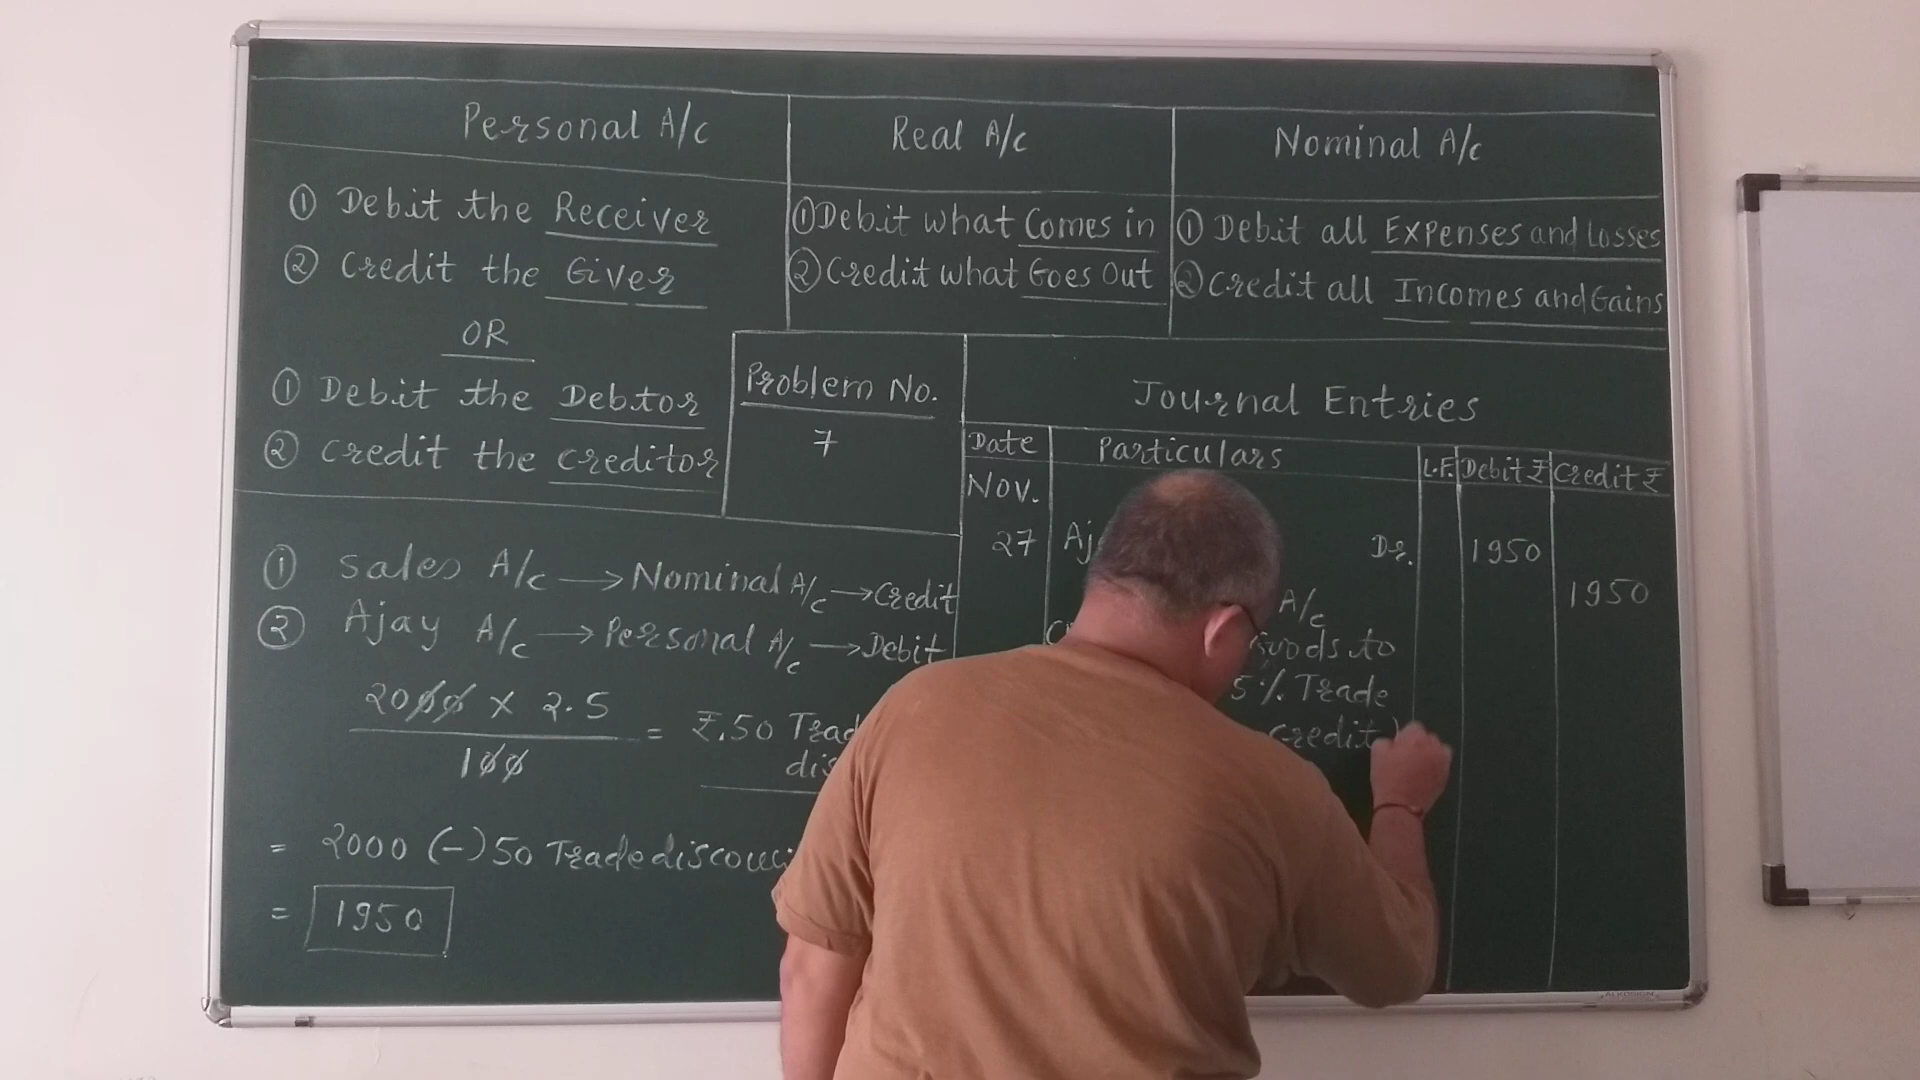 Personal A/c
① Debit the Receiver
② Credit the Giver
OR
① Debit the Debtor
② Credit the Creditor
Real A/c
① Debit what Comes in
② Credit what Goes Out
Nominal A/c
① Debit all Expenses and Losses
② Credit all Incomes and Gains
Problem No.
7
① Sales A/c → Nominal A/c → Credit
② Ajay A/c → Personal A/c → Debit
2000 x 2.5
100
= ₹.50
= 2000 (-) 50 Trade discount
= 1950
Journal Entries
Date Particulars L.F. Debit ₹ Credit ₹
Nov.
27 Dr. 1950
A/c 1950
Goods to
5% Trade
credit)